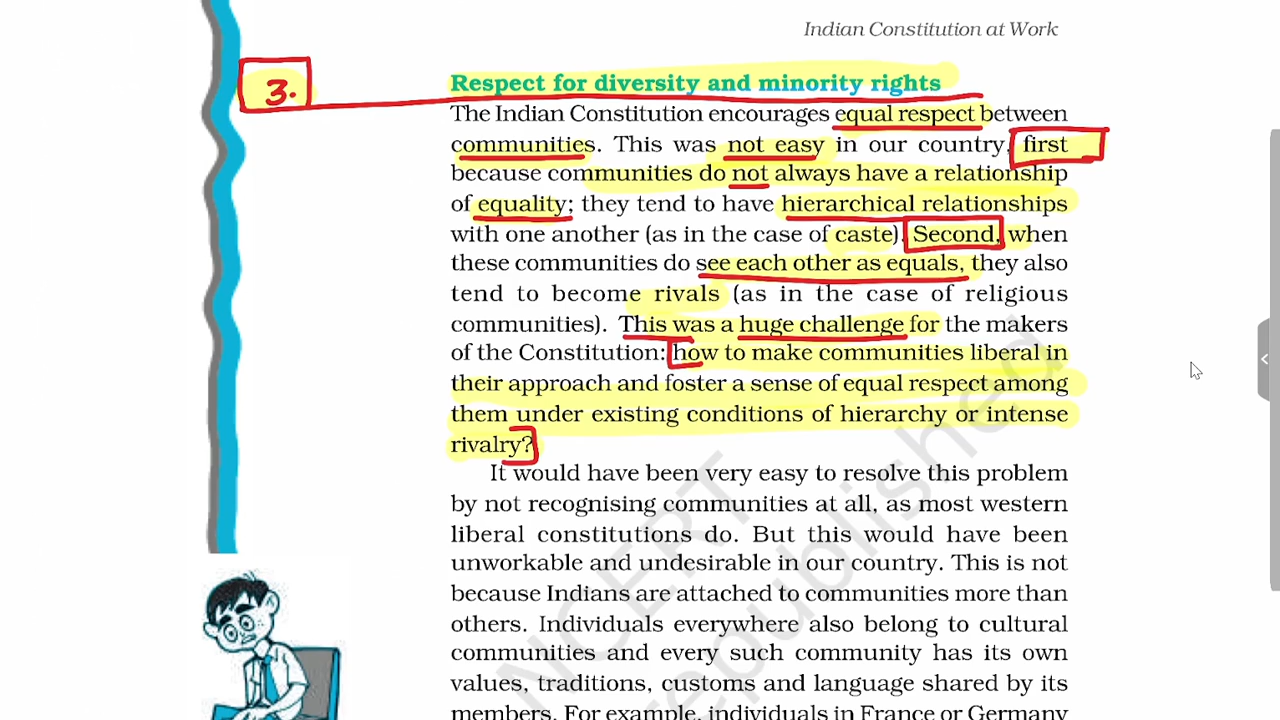 Indian Constitution at Work
3.
Respect for diversity and minority rights
The Indian Constitution encourages equal respect between
communities. This was not easy in our country, first
because communities do not always have a relationship
of equality; they tend to have hierarchical relationships
with one another (as in the case of caste). Second, when
these communities do see each other as equals, they also
tend to become rivals (as in the case of religious
communities). This was a huge challenge for the makers
of the Constitution: how to make communities liberal in
their approach and foster a sense of equal respect among
them under existing conditions of hierarchy or intense
rivalry?
It would have been very easy to resolve this problem
by not recognising communities at all, as most western
liberal constitutions do. But this would have been
unworkable and undesirable in our country. This is not
because Indians are attached to communities more than
others. Individuals everywhere also belong to cultural
communities and every such community has its own
values, traditions, customs and language shared by its
members. For example, individuals in France or Germany
NCERT
republished